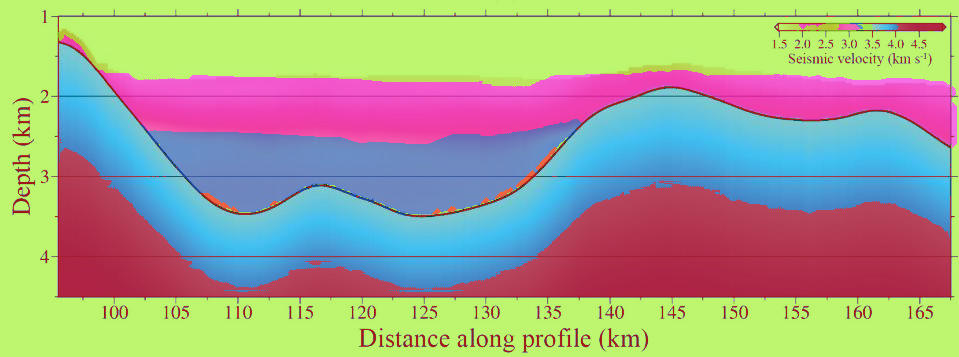 1
2
3
4
Depth (km)
1.5 2.0 2.5 3.0 3.5 4.0 4.5
Seismic velocity (km s⁻¹)
100 105 110 115 120 125 130 135 140 145 150 155 160 165
Distance along profile (km)